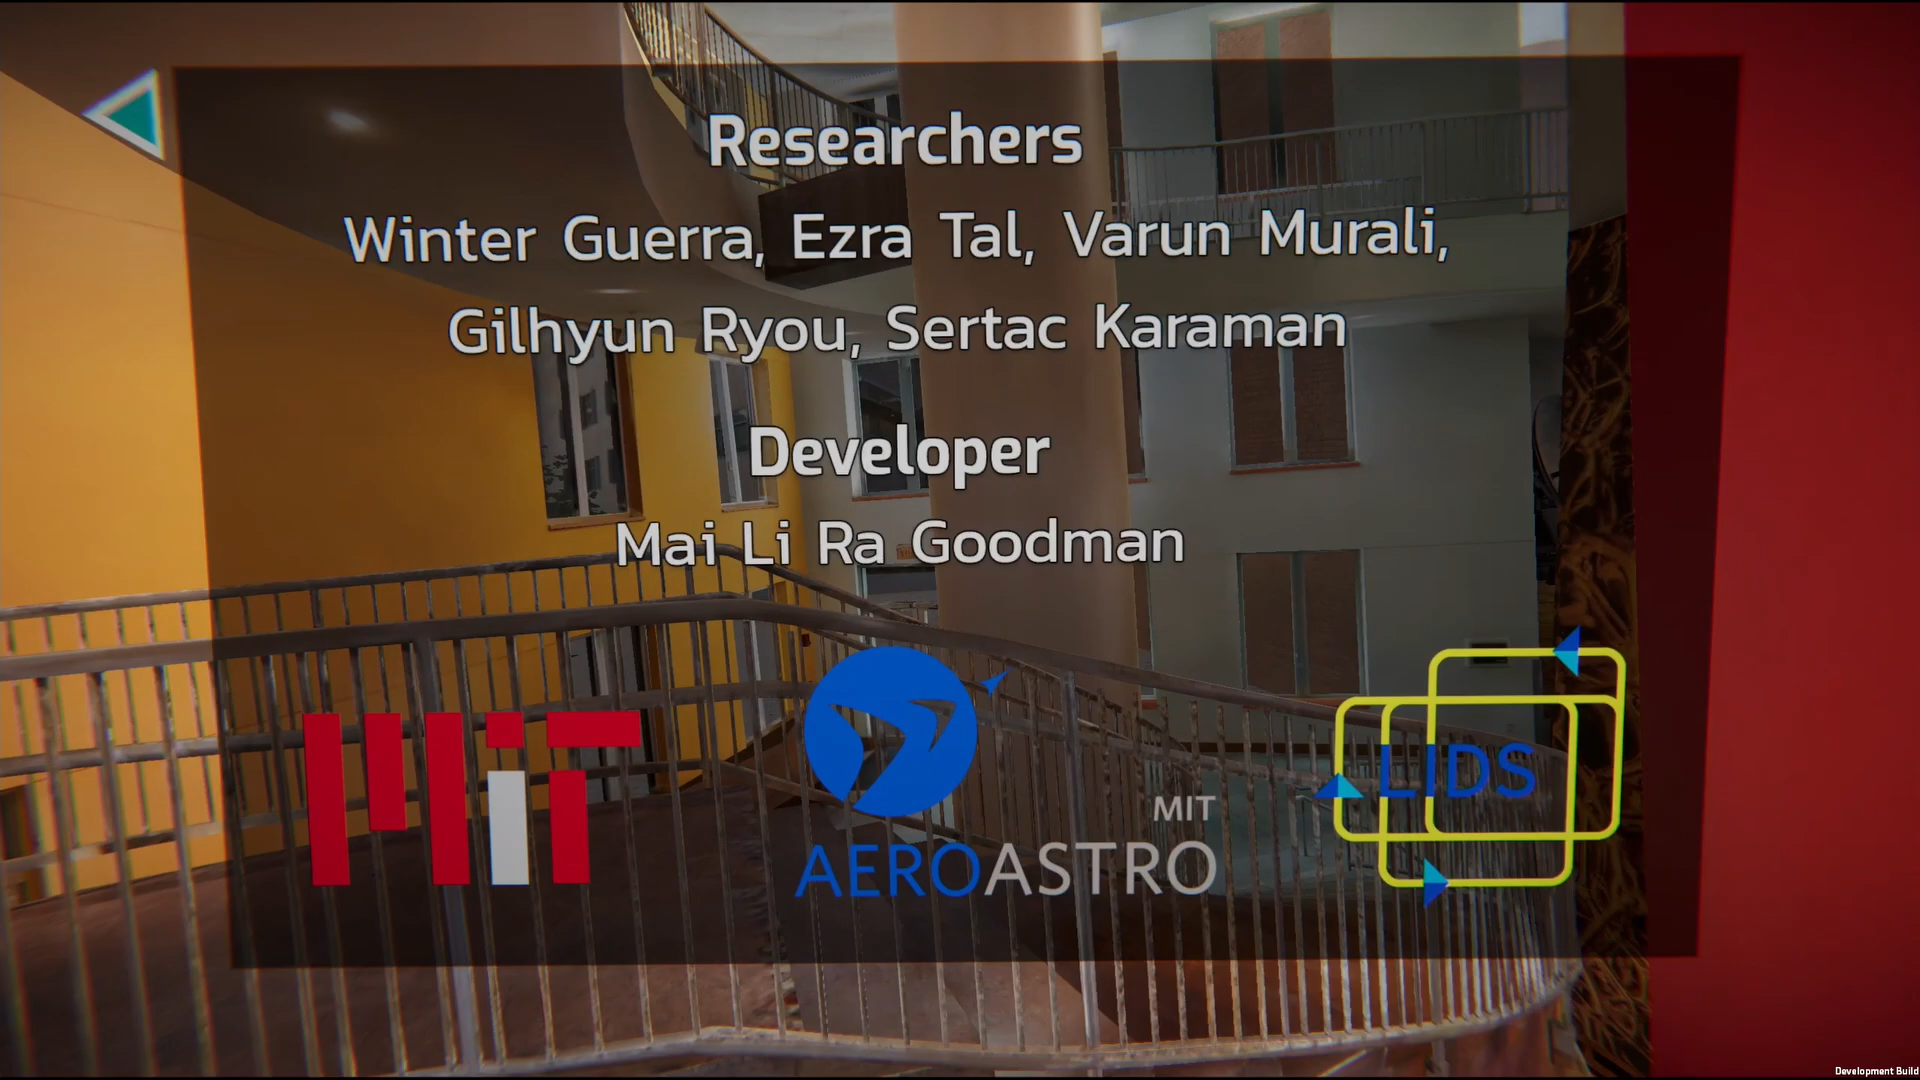 Researchers
Winter Guerra, Ezra Tal, Varun Murali,
Gilhyun Ryou, Sertac Karaman
Developer
Mai Li Ra Goodman
MIT
MIT
AEROASTRO
LIDS
Development Build